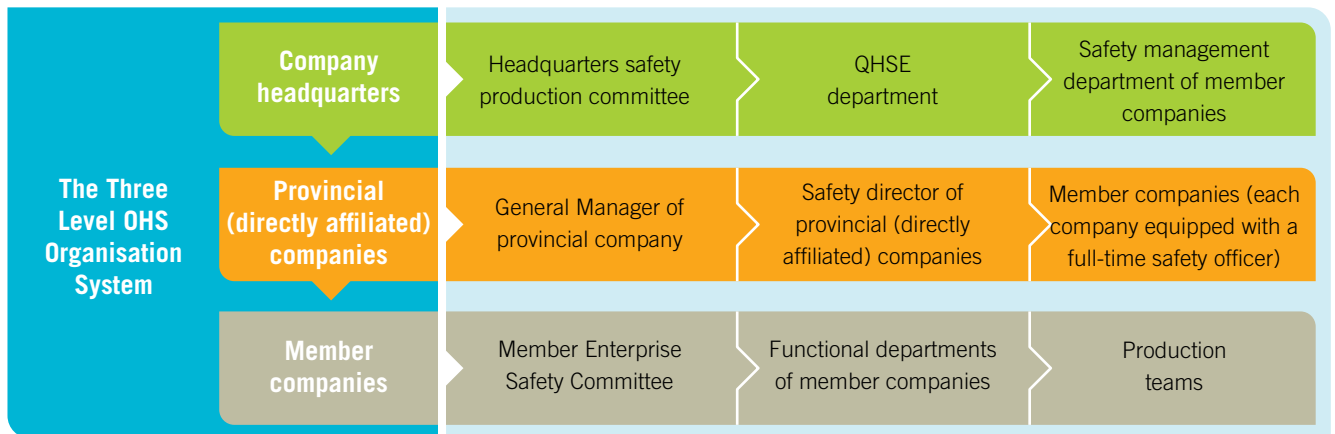 The Three
Level OHS
Organisation
System
Company
headquarters
Headquarters safety
production committee
QHSE
department
Safety management
department of member
companies
Provincial
(directly affiliated)
companies
General Manager of
provincial company
Safety director of
provincial (directly
affiliated) companies
Member companies (each
company equipped with a
full-time safety officer)
Member
companies
Member Enterprise
Safety Committee
Functional departments
of member companies
Production
teams